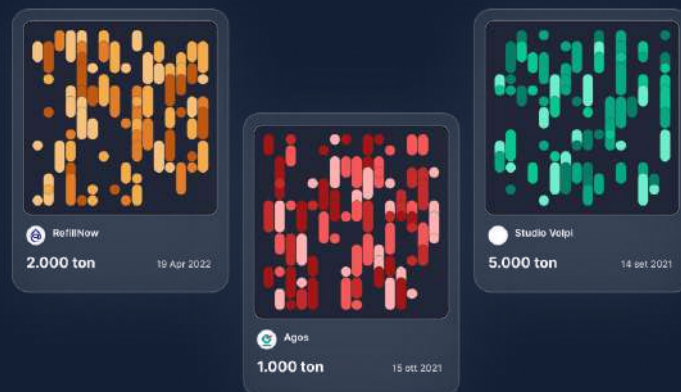 RefillNow
2.000 ton
19 Apr 2022
Agos
1.000 ton
15 ott 2021
Studio Volpi
5.000 ton
14 set 2021